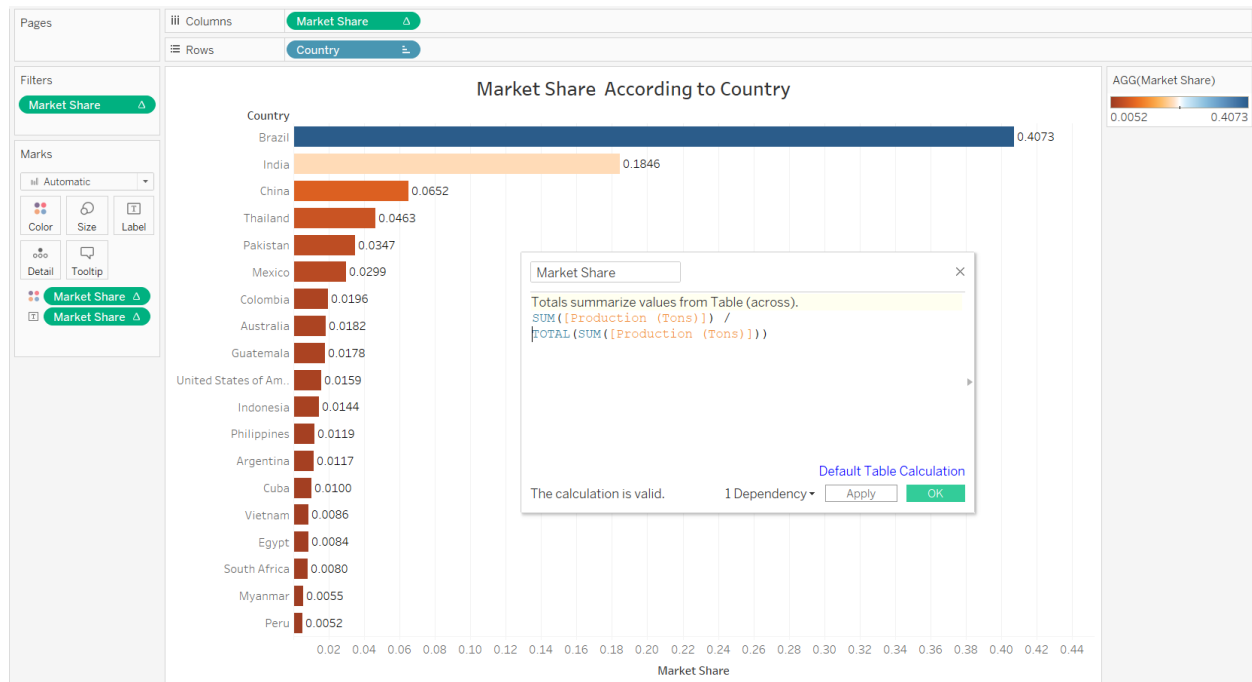 Pages
iii Columns
Market Share Δ
Rows
Country
Filters
Market Share Δ
Marks
Automatic
Color
Size
T
Label
Detail
Tooltip
Market Share Δ
T
Market Share Δ
Market Share According to Country
Country
Brazil 0.4073
India 0.1846
China 0.0652
Thailand 0.0463
Pakistan 0.0347
Mexico 0.0299
Colombia 0.0196
Australia 0.0182
Guatemala 0.0178
United States of Am.. 0.0159
Indonesia 0.0144
Philippines 0.0119
Argentina 0.0117
Cuba 0.0100
Vietnam 0.0086
Egypt 0.0084
South Africa 0.0080
Myanmar 0.0055
Peru 0.0052
0.02 0.04 0.06 0.08 0.10 0.12 0.14 0.16 0.18 0.20 0.22 0.24 0.26 0.28 0.30 0.32 0.34 0.36 0.38 0.40 0.42 0.44
Market Share
Market Share ×
Totals summarize values from Table (across).
SUM([Production (Tons)]) /
TOTAL(SUM([Production (Tons)]))
Default Table Calculation
The calculation is valid. 1 Dependency Apply OK
AGG(Market Share)
0.0052 0.4073